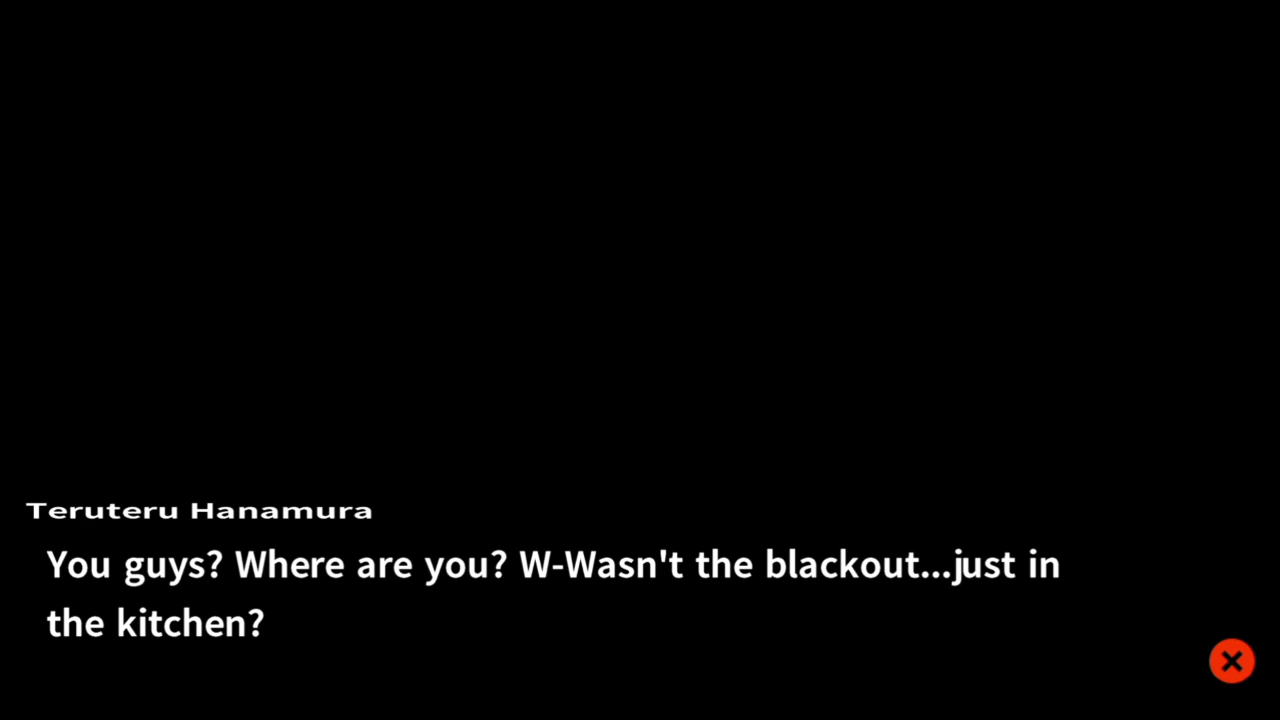 Teruteru Hanamura
You guys? Where are you? W-Wasn't the blackout...just in
the kitchen?